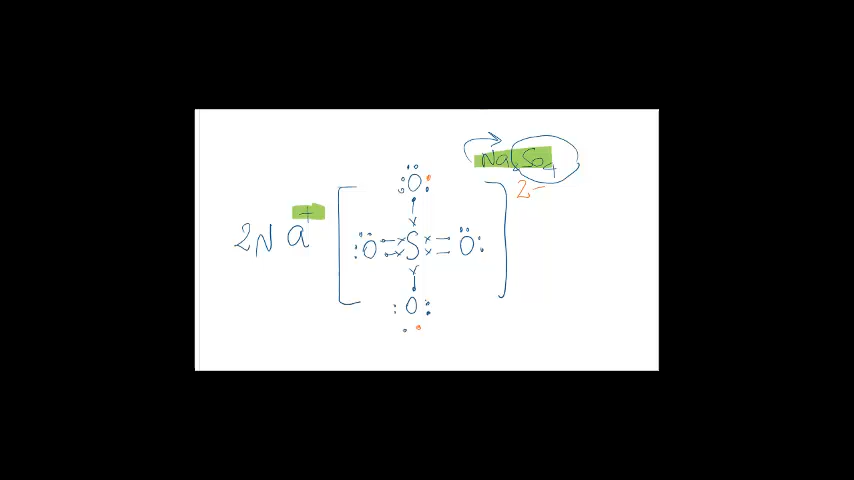 Na2SO4
2-
2Na+
O
O S O
O